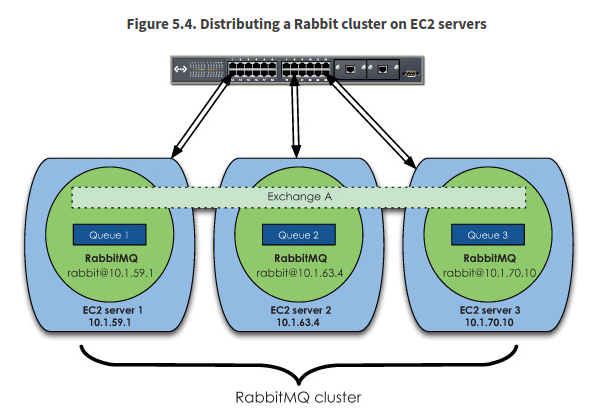 Figure 5.4. Distributing a Rabbit cluster on EC2 servers
Exchange A
Queue 1
RabbitMQ
rabbit@10.1.59.1
EC2 server 1
10.1.59.1
Queue 2
RabbitMQ
rabbit@10.1.63.4
EC2 server 2
10.1.63.4
Queue 3
RabbitMQ
rabbit@10.1.70.10
EC2 server 3
10.1.70.10
RabbitMQ cluster